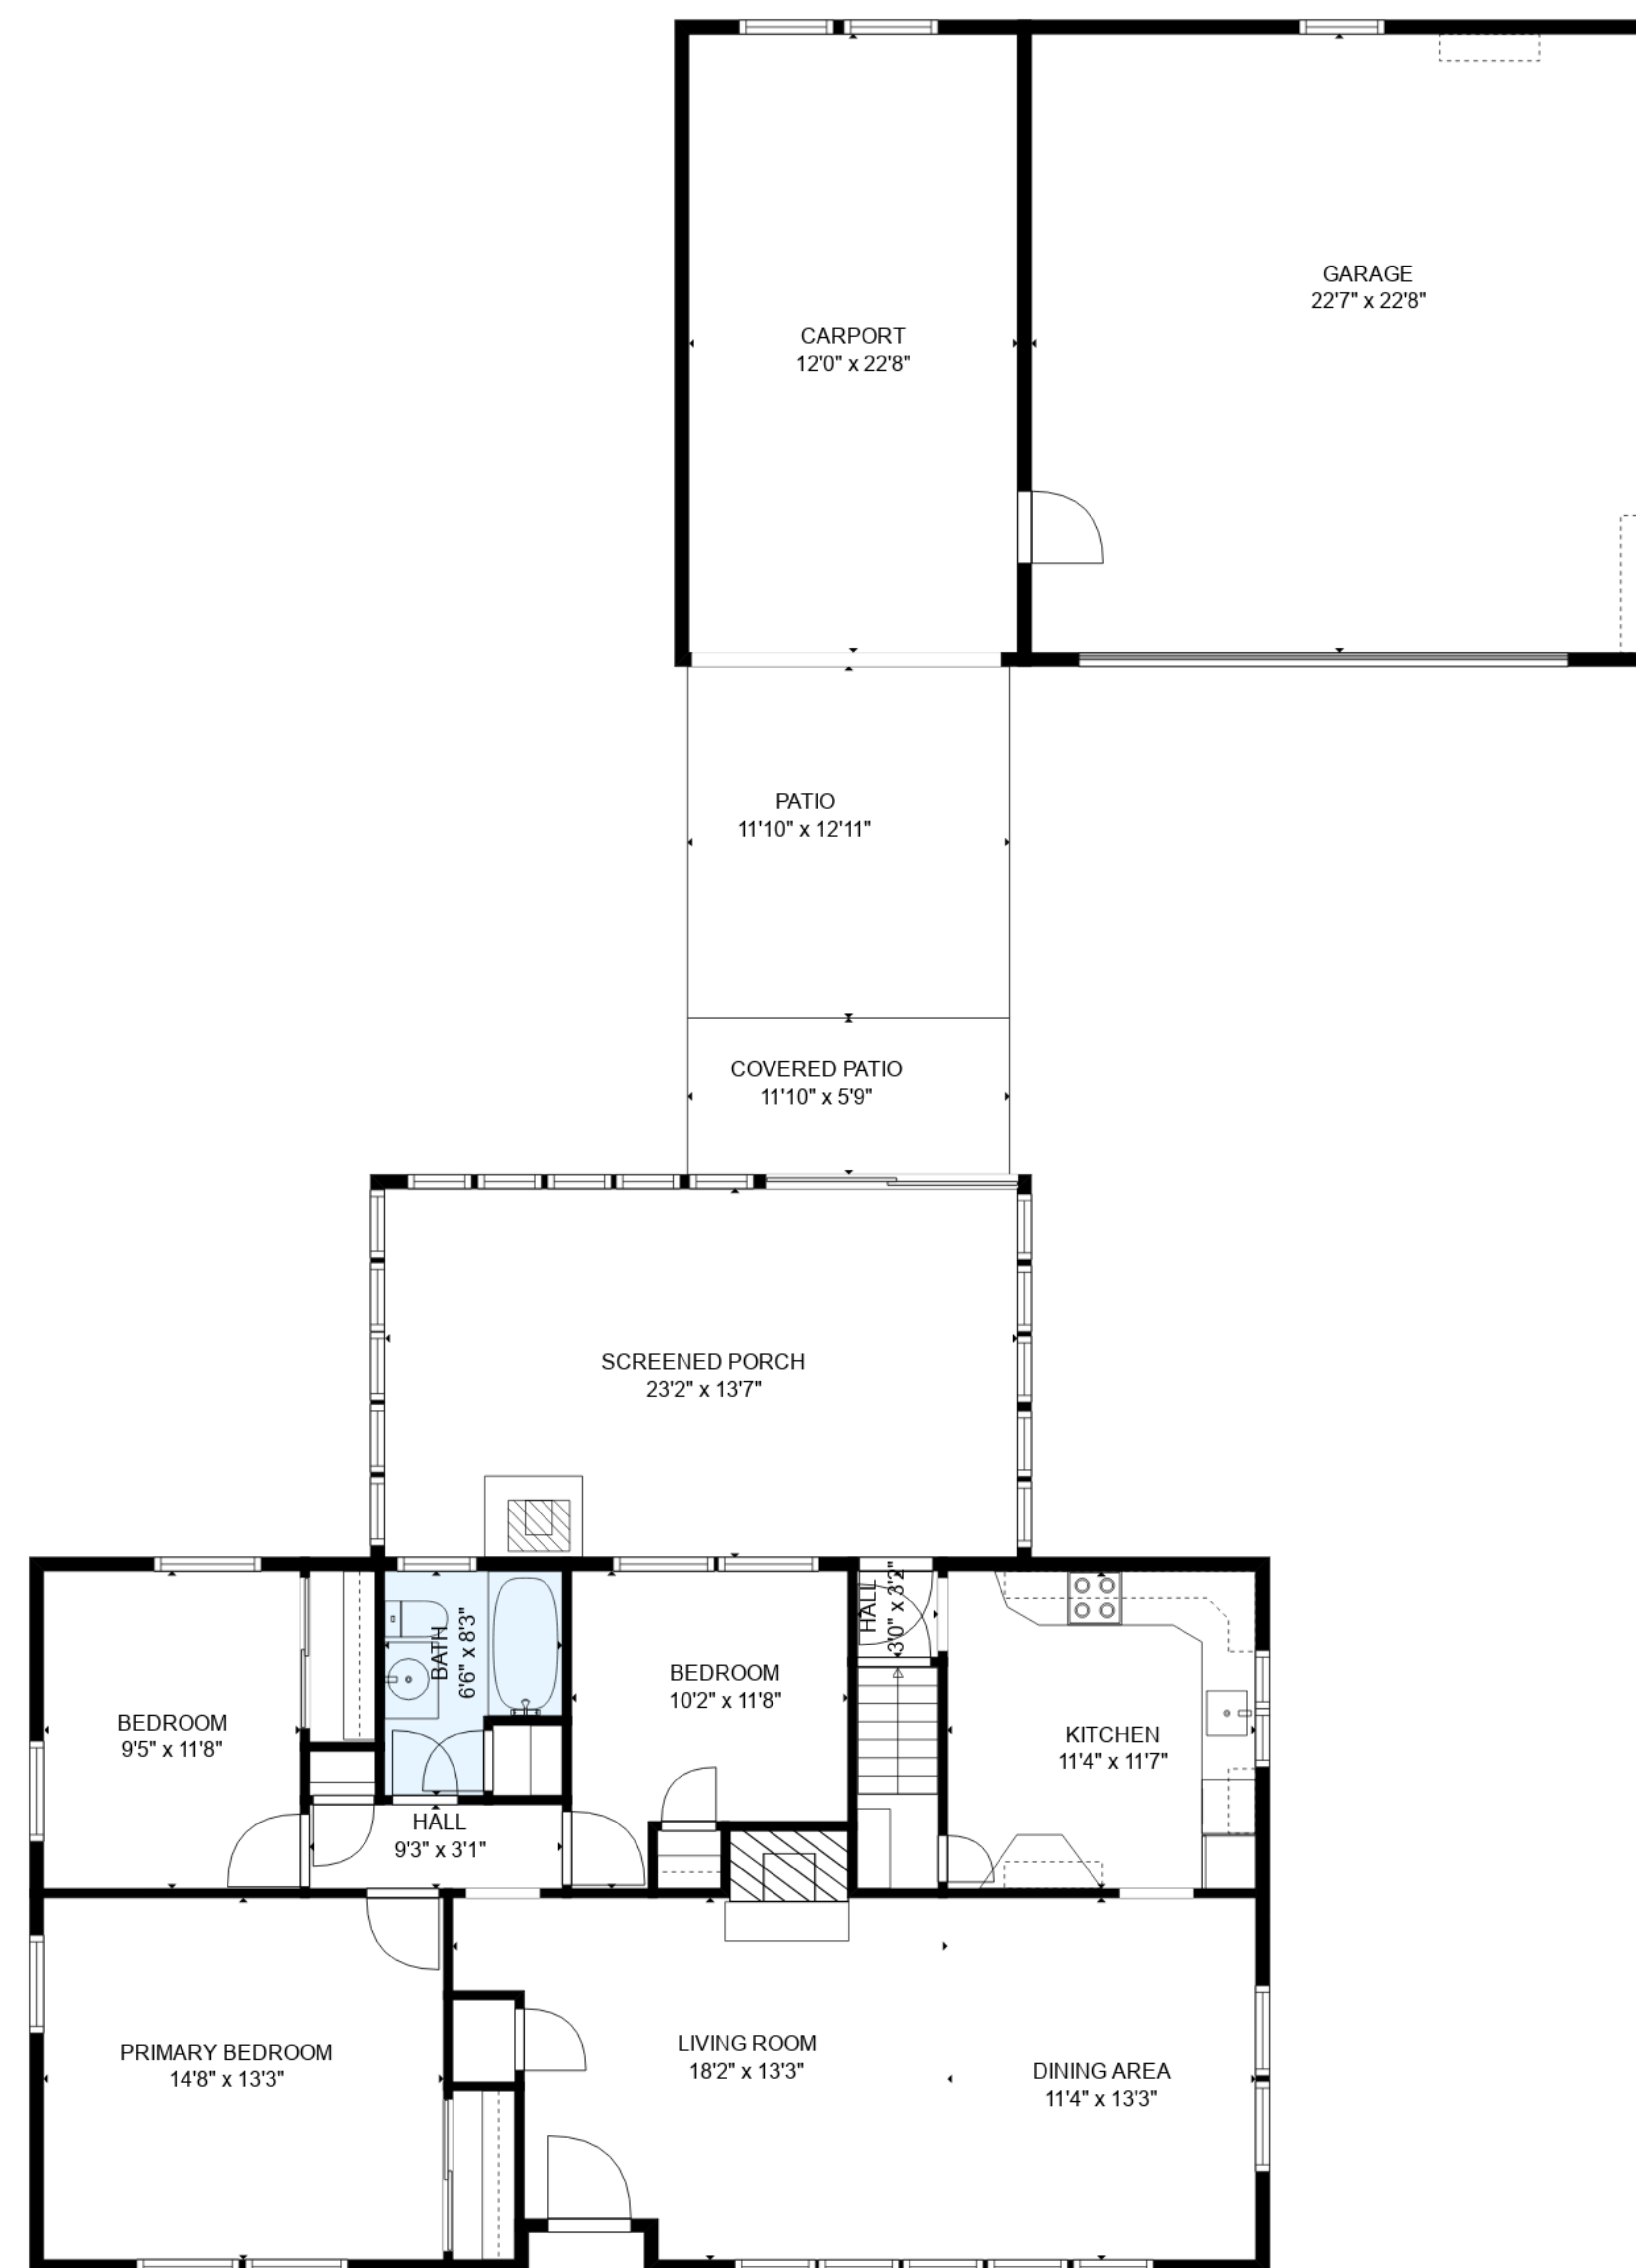 GARAGE
22'7" x 22'8"
CARPORT
12'0" x 22'8"
PATIO
11'10" x 12'11"
COVERED PATIO
11'10" x 5'9"
SCREENED PORCH
23'2" x 13'7"
HALL
3'0" x 3'2"
BATH
6'6" x 8'3"
BEDROOM
10'2" x 11'8"
BEDROOM
9'5" x 11'8"
KITCHEN
11'4" x 11'7"
HALL
9'3" x 3'1"
LIVING ROOM
18'2" x 13'3"
PRIMARY BEDROOM
14'8" x 13'3"
DINING AREA
11'4" x 13'3"